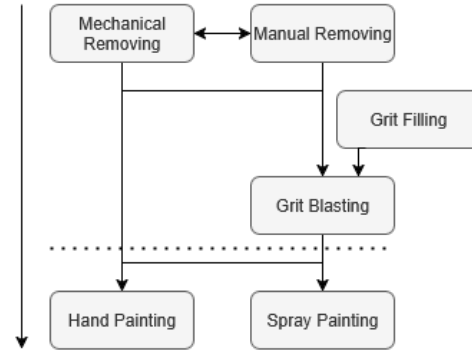 Mechanical
Removing
Manual Removing
Grit Filling
Grit Blasting
Hand Painting
Spray Painting